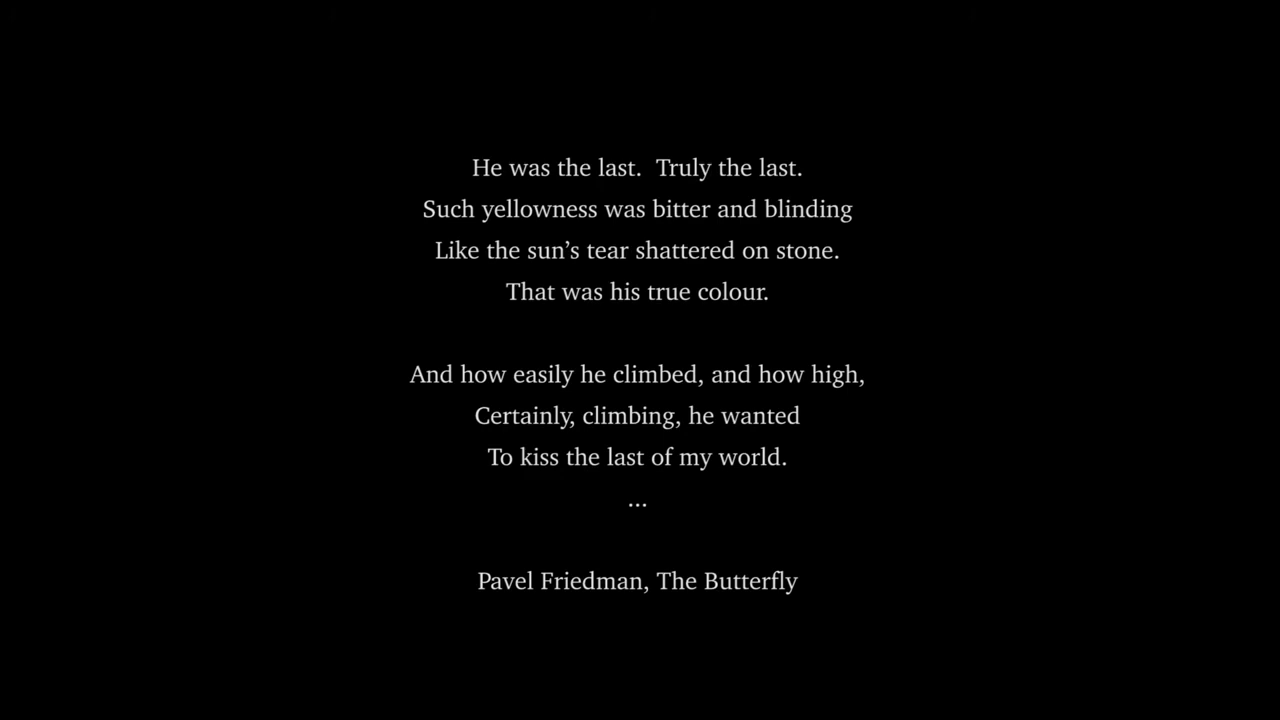 He was the last.  Truly the last.
Such yellowness was bitter and blinding
Like the sun’s tear shattered on stone.
That was his true colour.
And how easily he climbed, and how high,
Certainly, climbing, he wanted
To kiss the last of my world.
...
Pavel Friedman, The Butterfly